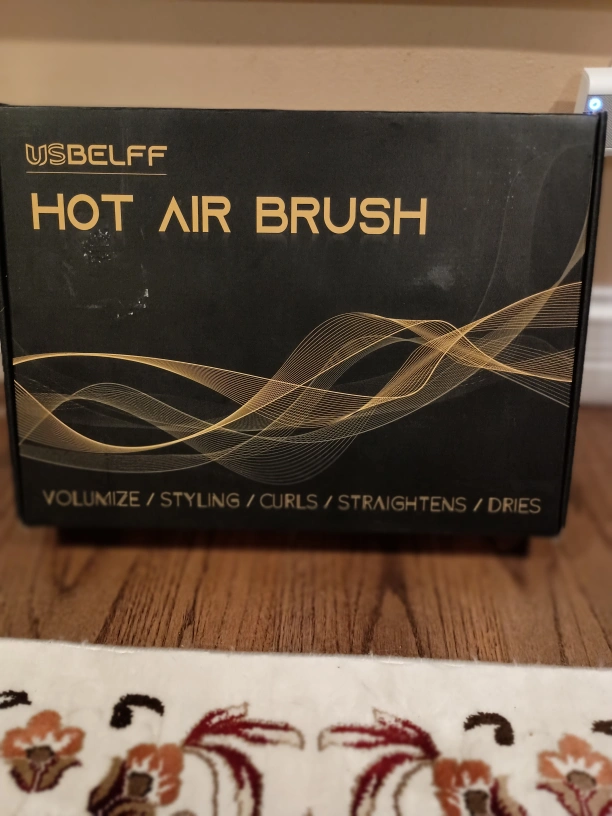 USBELFF
HOT AIR BRUSH
VOLUMIZE / STYLING / CURLS / STRAIGHTENS / DRIES